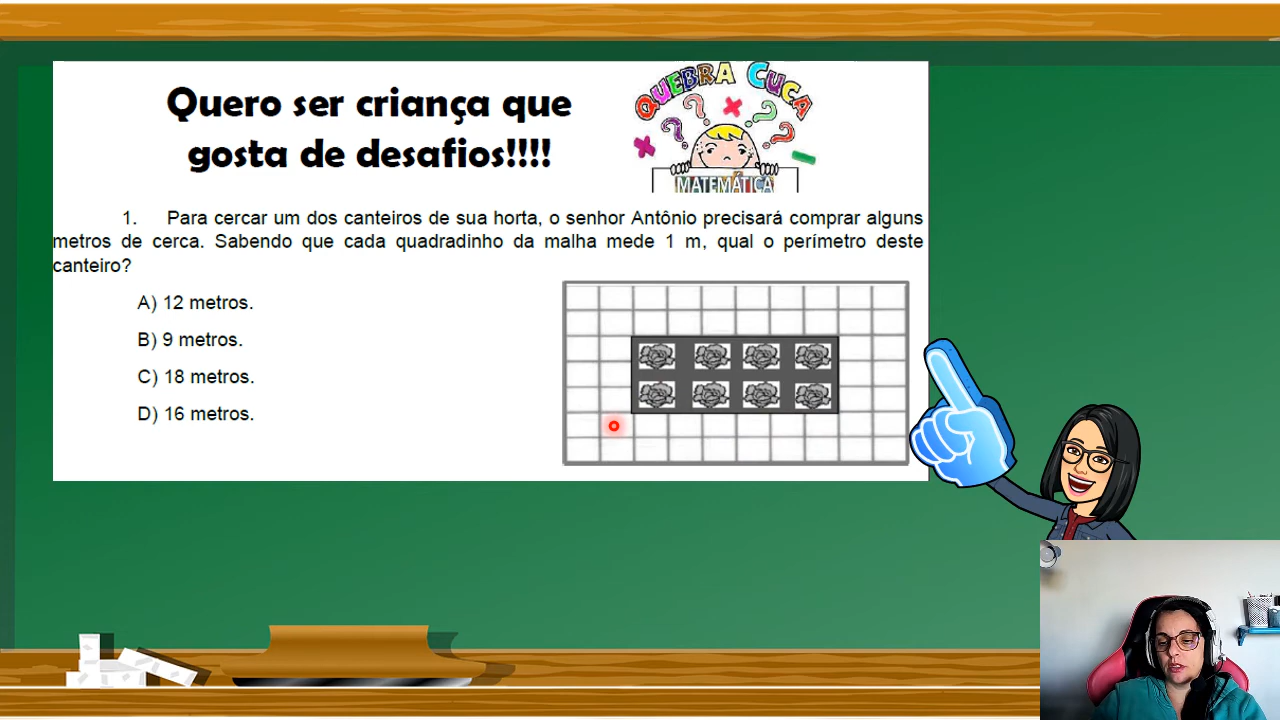 Quero ser criança que
gosta de desafios!!!!
QUEBRA CUCA
MATEMÁTICA
1. Para cercar um dos canteiros de sua horta, o senhor Antônio precisará comprar alguns
metros de cerca. Sabendo que cada quadradinho da malha mede 1 m, qual o perímetro deste
canteiro?
A) 12 metros.
B) 9 metros.
C) 18 metros.
D) 16 metros.